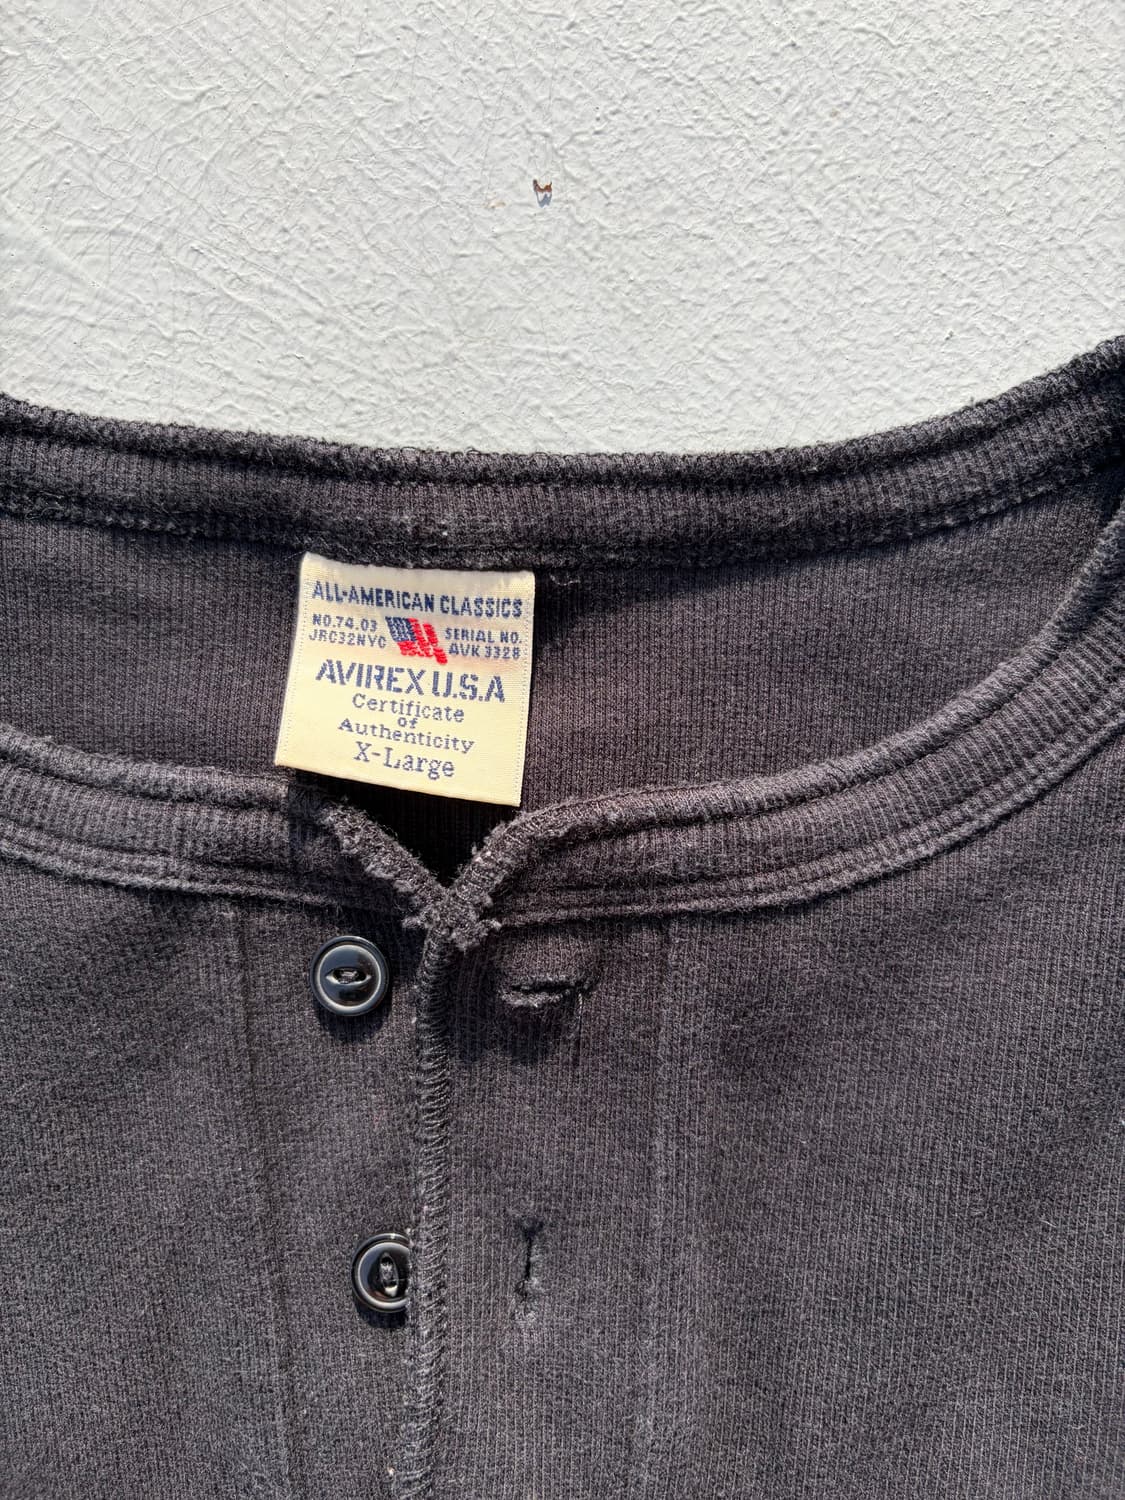 ALL-AMERICAN CLASSICS
NO.74.03 SERIAL NO.
JRC32NYC AVK 3328
AVIREX U.S.A
Certificate
of
Authenticity
X-Large